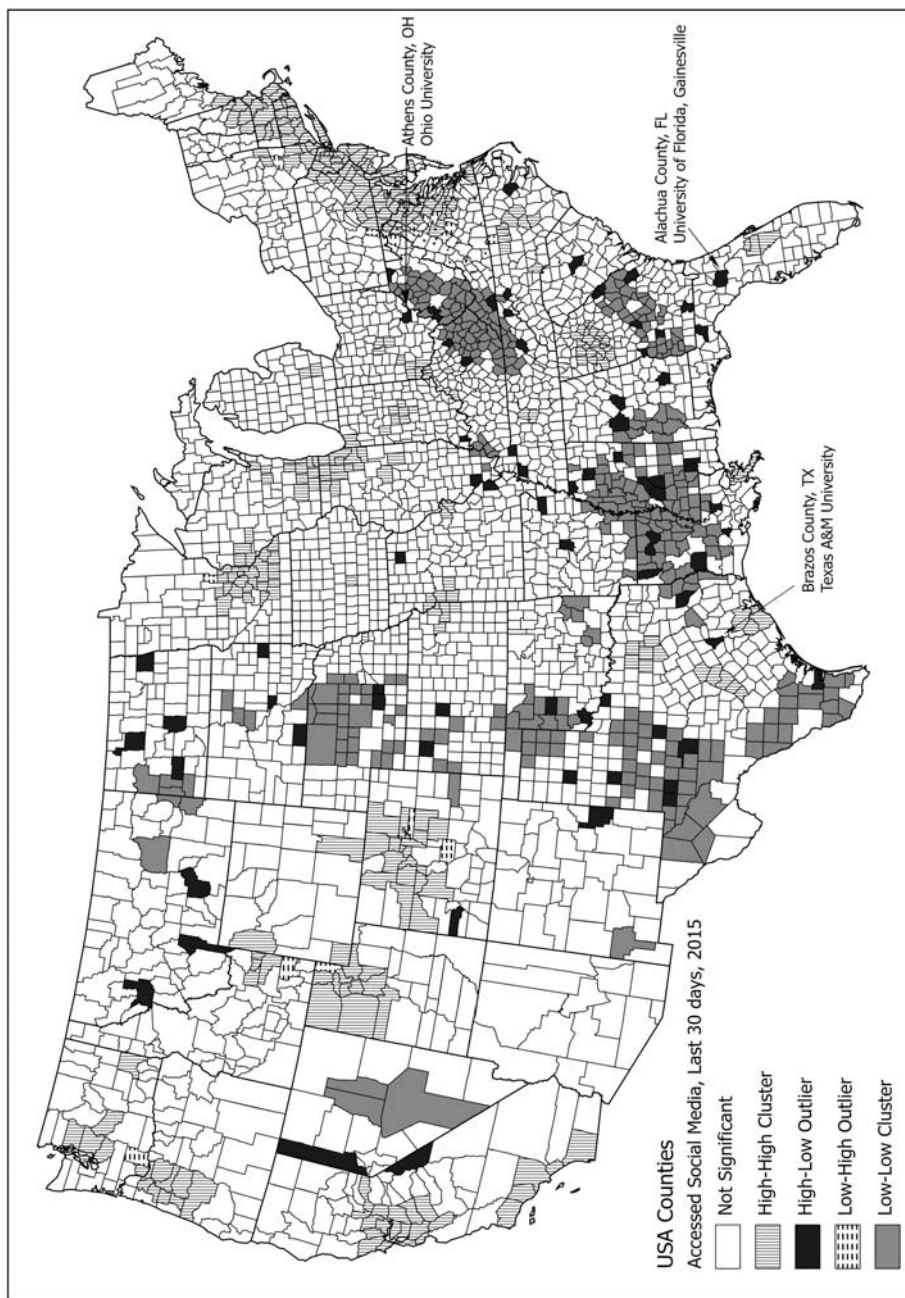 Athens County, OH
Ohio University
Alachua County, FL
University of Florida, Gainesville
Brazos County, TX
Texas A&M University
USA Counties
Accessed Social Media, Last 30 days, 2015
Not Significant
High-High Cluster
High-Low Outlier
Low-High Outlier
Low-Low Cluster